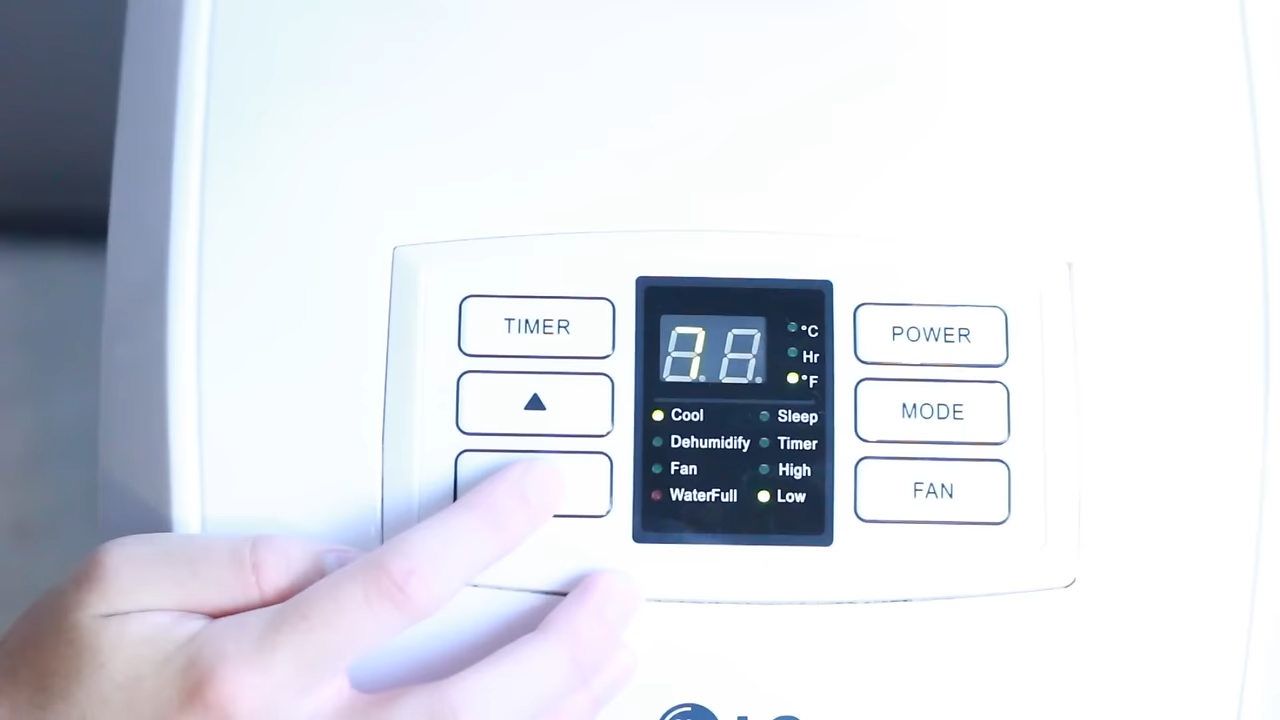 TIMER
▲
°C
Hr
°F
Cool Sleep
Dehumidify Timer
Fan High
WaterFull Low
POWER
MODE
FAN